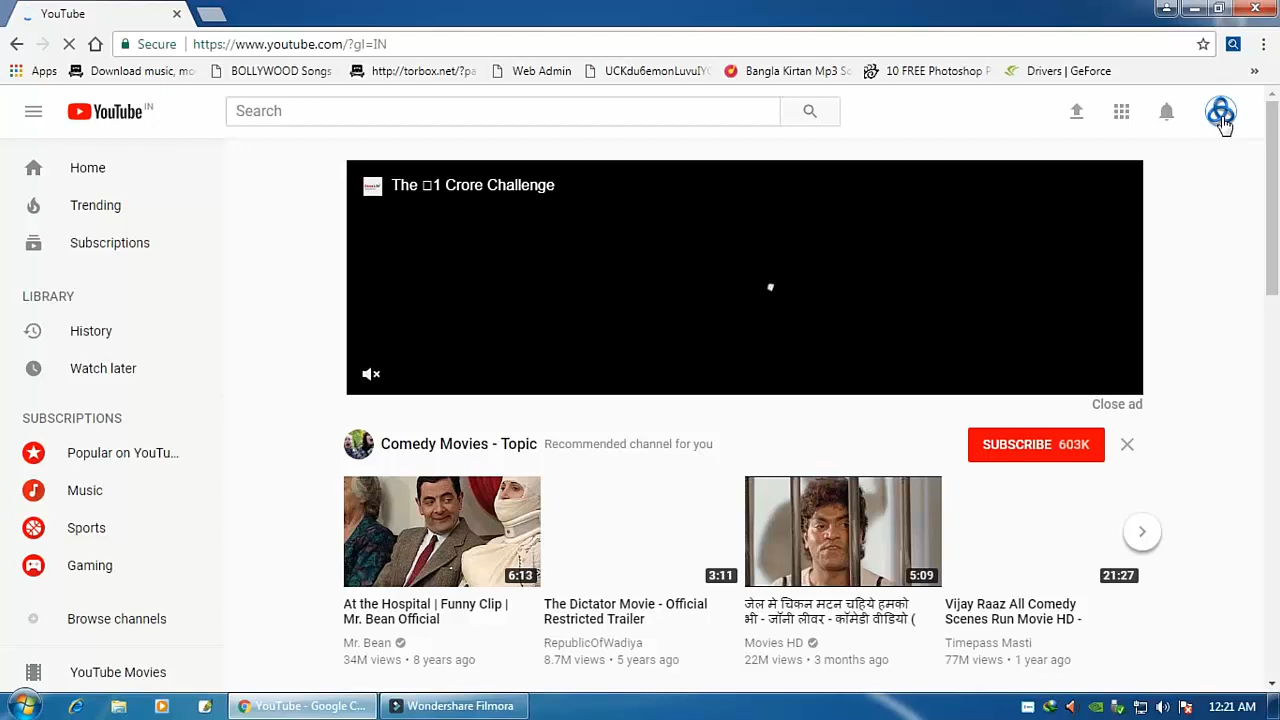 YouTube
Secure
https://www.youtube.com/?gl=IN
Apps
Download music, mo
BOLLYWOOD Songs
http://torbox.net/?pa
Web Admin
UCKdu6emonLuvuIYC
Bangla Kirtan Mp3 Sc
10 FREE Photoshop P
Drivers | GeForce
YouTube IN
Search
Home
Trending
Subscriptions
LIBRARY
History
Watch later
SUBSCRIPTIONS
Popular on YouTu...
Music
Sports
Gaming
Browse channels
YouTube Movies
The □1 Crore Challenge
Close ad
Comedy Movies - Topic
Recommended channel for you
SUBSCRIBE 603K
6:13
At the Hospital | Funny Clip |
Mr. Bean Official
Mr. Bean
34M views • 8 years ago
3:11
The Dictator Movie - Official
Restricted Trailer
RepublicOfWadiya
8.7M views • 5 years ago
5:09
जेल मे चिकन मटन चहिये हमको
भी - जॉनी लीवर - कॉमेडी वीडियो (
Movies HD
22M views • 3 months ago
21:27
Vijay Raaz All Comedy
Scenes Run Movie HD -
Timepass Masti
77M views • 1 year ago
YouTube - Google C...
Wondershare Filmora
12:21 AM